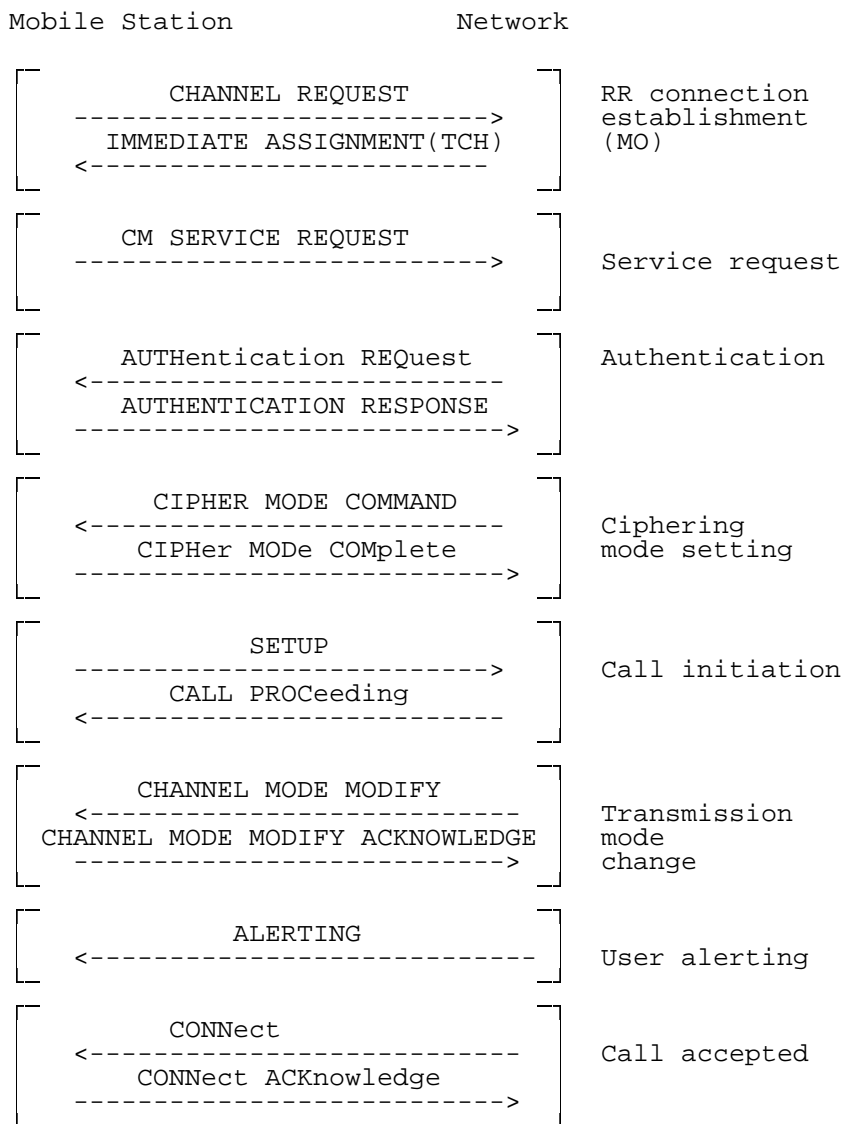 Mobile Station Network
CHANNEL REQUEST RR connection
--------------------------> establishment
IMMEDIATE ASSIGNMENT(TCH) (MO)
<-------------------------
CM SERVICE REQUEST
--------------------------> Service request
AUTHentication REQuest Authentication
<--------------------------
AUTHENTICATION RESPONSE
--------------------------->
CIPHER MODE COMMAND
<-------------------------- Ciphering
CIPHer MODe COMplete mode setting
--------------------------->
SETUP
--------------------------> Call initiation
CALL PROCeeding
<--------------------------
CHANNEL MODE MODIFY
<--------------------------- Transmission
CHANNEL MODE MODIFY ACKNOWLEDGE mode
---------------------------> change
ALERTING
<---------------------------- User alerting
CONNect
<--------------------------- Call accepted
CONNect ACKnowledge
--------------------------->